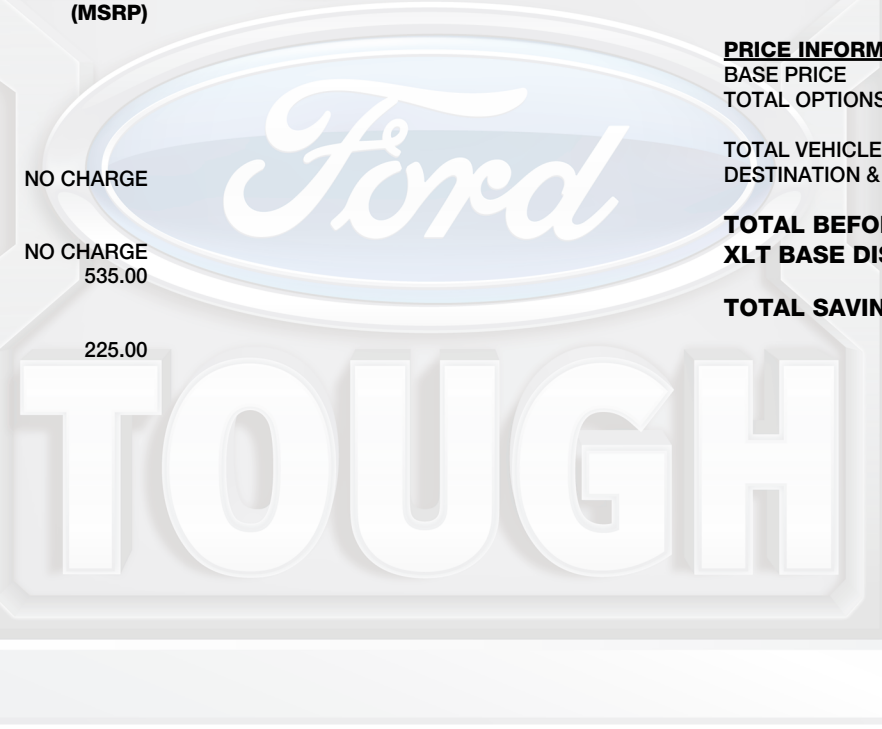 (MSRP)
NO CHARGE
NO CHARGE
535.00
225.00
PRICE INFORM
BASE PRICE
TOTAL OPTIONS
TOTAL VEHICLE
DESTINATION &
TOTAL BEFO
XLT BASE DIS
TOTAL SAVIN
Ford
TOUGH